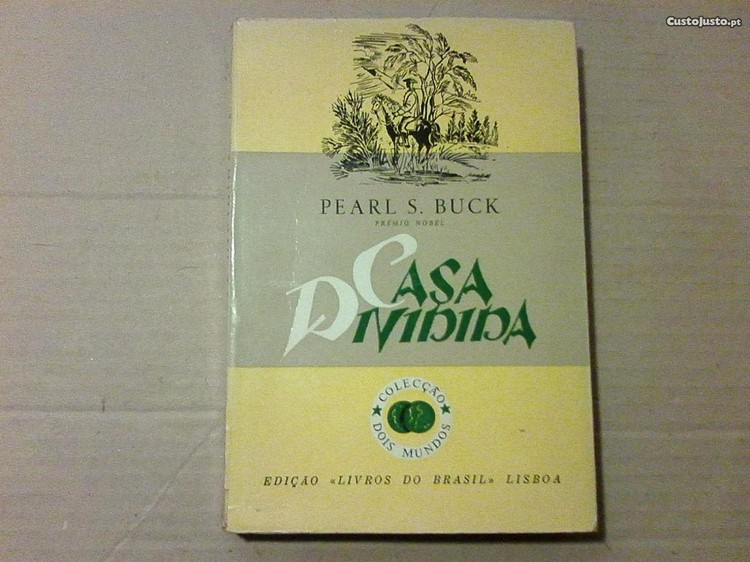 CustoJusto.pt
PEARL S. BUCK
PRÉMIO NOBEL
CASA
DIVIDIDA
COLECÇÃO
DOIS MUNDOS
EDIÇÃO «LIVROS DO BRASIL» LISBOA